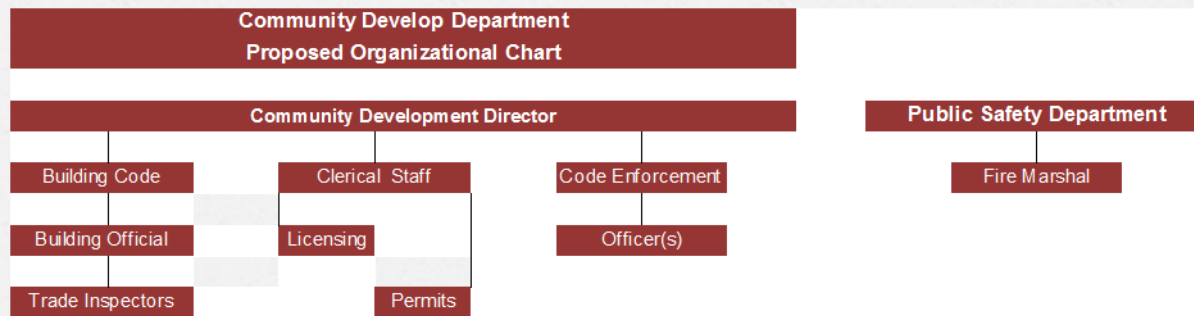 Community Develop Department
Proposed Organizational Chart
Community Development Director
Public Safety Department
Building Code
Clerical Staff
Code Enforcement
Fire Marshal
Building Official
Licensing
Officer(s)
Trade Inspectors
Permits